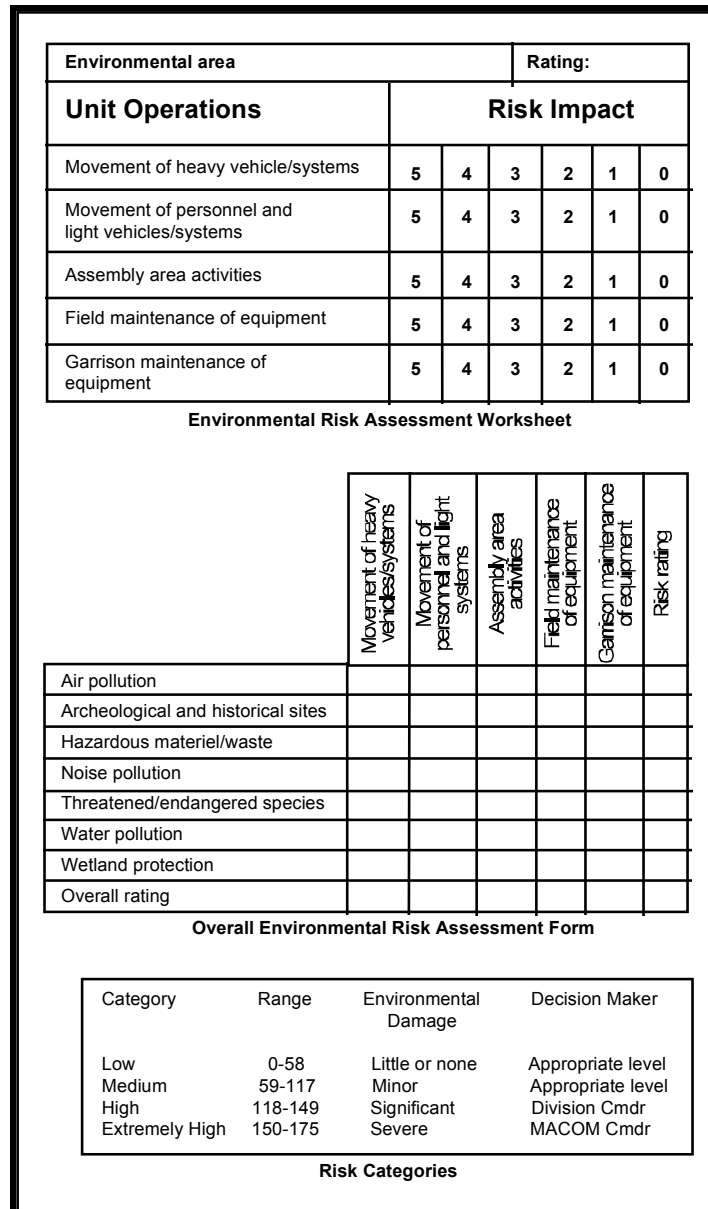 Environmental area Rating:
Unit Operations Risk Impact
Movement of heavy vehicle/systems 5 4 3 2 1 0
Movement of personnel and
light vehicles/systems 5 4 3 2 1 0
Assembly area activities 5 4 3 2 1 0
Field maintenance of equipment 5 4 3 2 1 0
Garrison maintenance of
equipment 5 4 3 2 1 0
Environmental Risk Assessment Worksheet
Movement of heavy
vehicles/systems
Movement of
personnel and light
systems
Assembly area
activities
Field maintenance
of equipment
Garrison maintenance
of equipment
Risk rating
Air pollution
Archeological and historical sites
Hazardous materiel/waste
Noise pollution
Threatened/endangered species
Water pollution
Wetland protection
Overall rating
Overall Environmental Risk Assessment Form
Category Range Environmental Decision Maker
Damage
Low 0-58 Little or none Appropriate level
Medium 59-117 Minor Appropriate level
High 118-149 Significant Division Cmdr
Extremely High 150-175 Severe MACOM Cmdr
Risk Categories